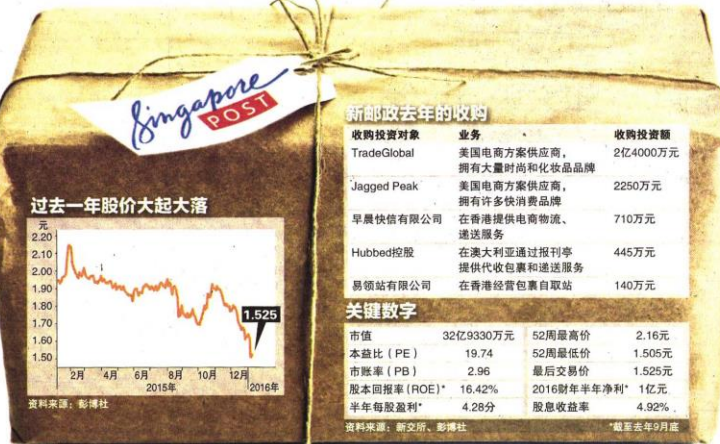 Singapore
POST
过去一年股价大起大落
元
2.20
2.10
2.00
1.90
1.80
1.70
1.60
1.50
1.525
2月 4月 6月 8月 10月 12月
2015年 2016年
资料来源：彭博社
新邮政去年的收购
收购投资对象 业务 收购投资额
TradeGlobal 美国电商方案供应商， 2亿4000万元
拥有大量时尚和化妆品品牌
Jagged Peak 美国电商方案供应商， 2250万元
拥有许多快消费品牌
早晨快信有限公司 在香港提供电商物流、 710万元
递送服务
Hubbed控股 在澳大利亚通过报刊亭 445万元
提供代收包裹和递送服务
易领站有限公司 在香港经营包裹自取站 140万元
关键数字
市值 32亿9330万元 52周最高价 2.16元
本益比（PE） 19.74 52周最低价 1.505元
市账率（PB） 2.96 最后交易价 1.525元
股本回报率（ROE）* 16.42% 2016财年半年净利* 1亿元
半年每股盈利* 4.28分 股息收益率 4.92%
资料来源：新交所、彭博社 *截至去年9月底